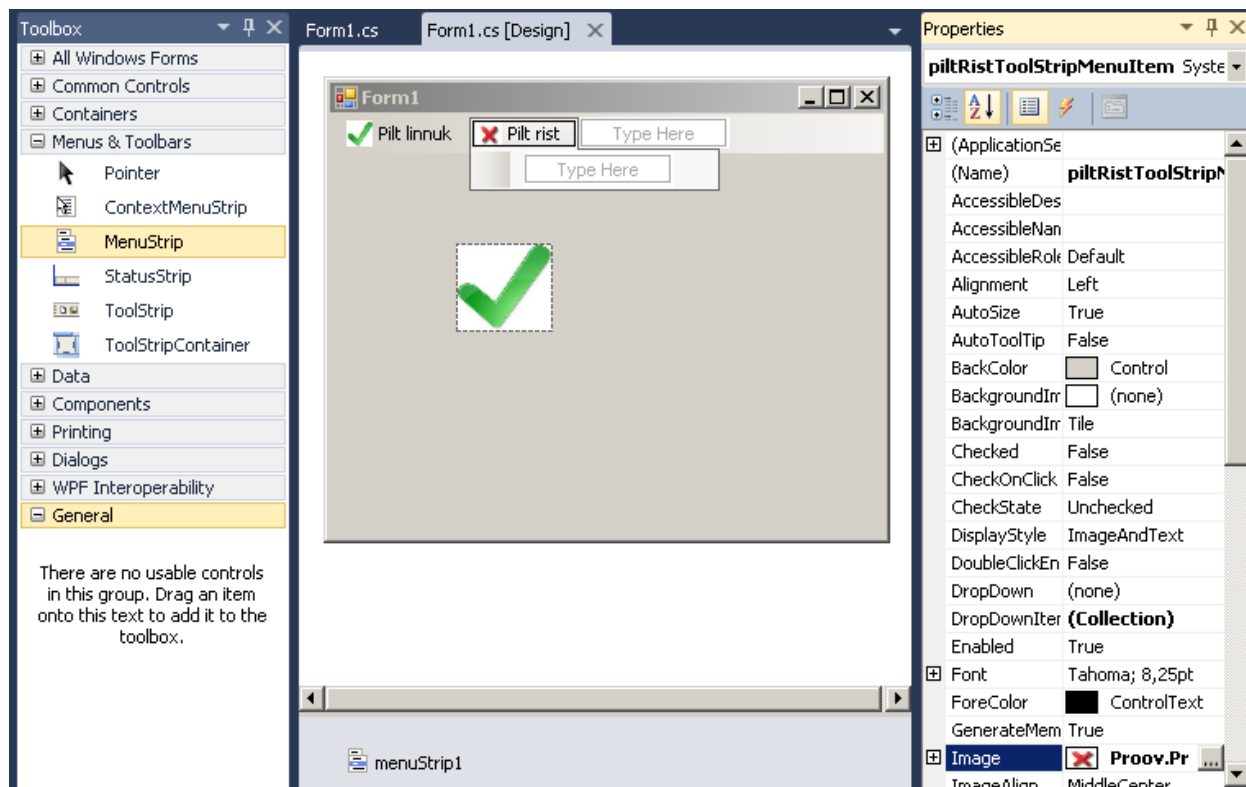 Toolbox
All Windows Forms
Common Controls
Containers
Menus & Toolbars
Pointer
ContextMenuStrip
MenuStrip
StatusStrip
ToolStrip
ToolStripContainer
Data
Components
Printing
Dialogs
WPF Interoperability
General
There are no usable controls
in this group. Drag an item
onto this text to add it to the
toolbox.
Form1.cs Form1.cs [Design]
Form1
Pilt linnuk Pilt rist Type Here
Type Here
menuStrip1
Properties
piltRistToolStripMenuItem Syste
(ApplicationSe
(Name) piltRistToolStripM
AccessibleDes
AccessibleNan
AccessibleRole Default
Alignment Left
AutoSize True
AutoToolTip False
BackColor Control
BackgroundIm (none)
BackgroundIm Tile
Checked False
CheckOnClick False
CheckState Unchecked
DisplayStyle ImageAndText
DoubleClickEn False
DropDown (none)
DropDownIter (Collection)
Enabled True
Font Tahoma; 8,25pt
ForeColor ControlText
GenerateMem True
Image Proov.Pr ...
ImageAlign MiddleCenter